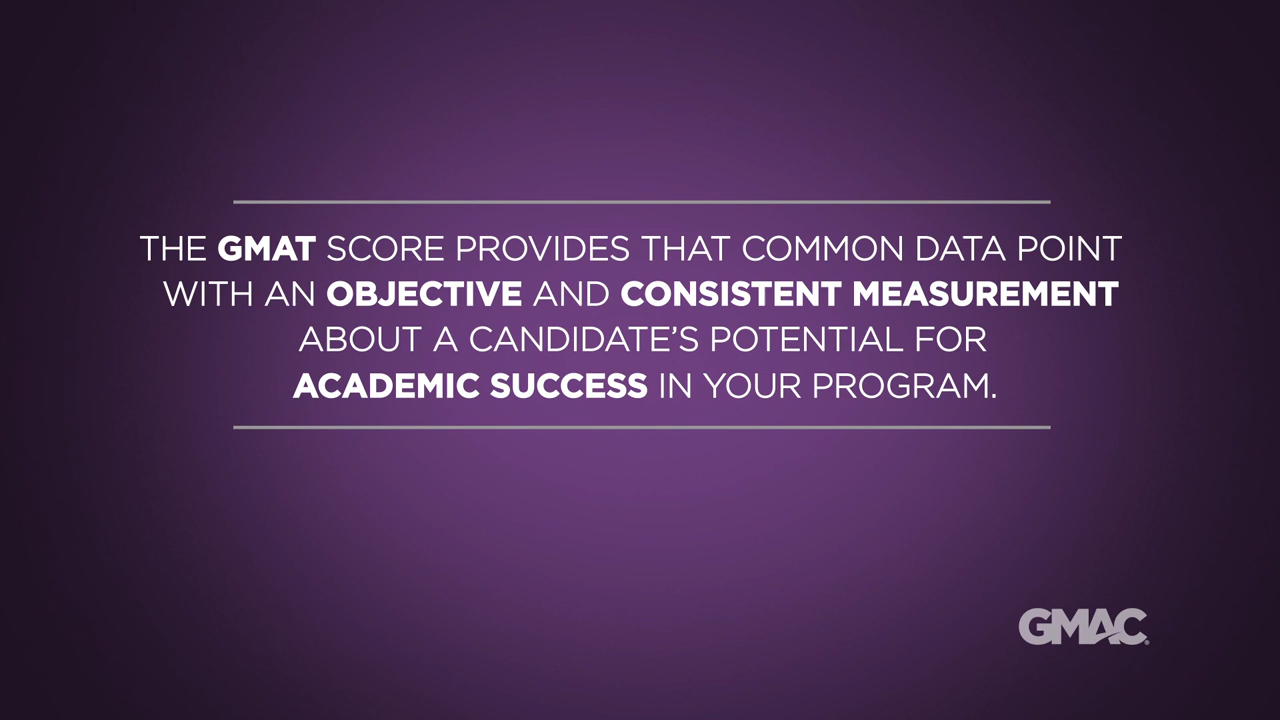 THE GMAT SCORE PROVIDES THAT COMMON DATA POINT
WITH AN OBJECTIVE AND CONSISTENT MEASUREMENT
ABOUT A CANDIDATE’S POTENTIAL FOR
ACADEMIC SUCCESS IN YOUR PROGRAM.
GMAC®